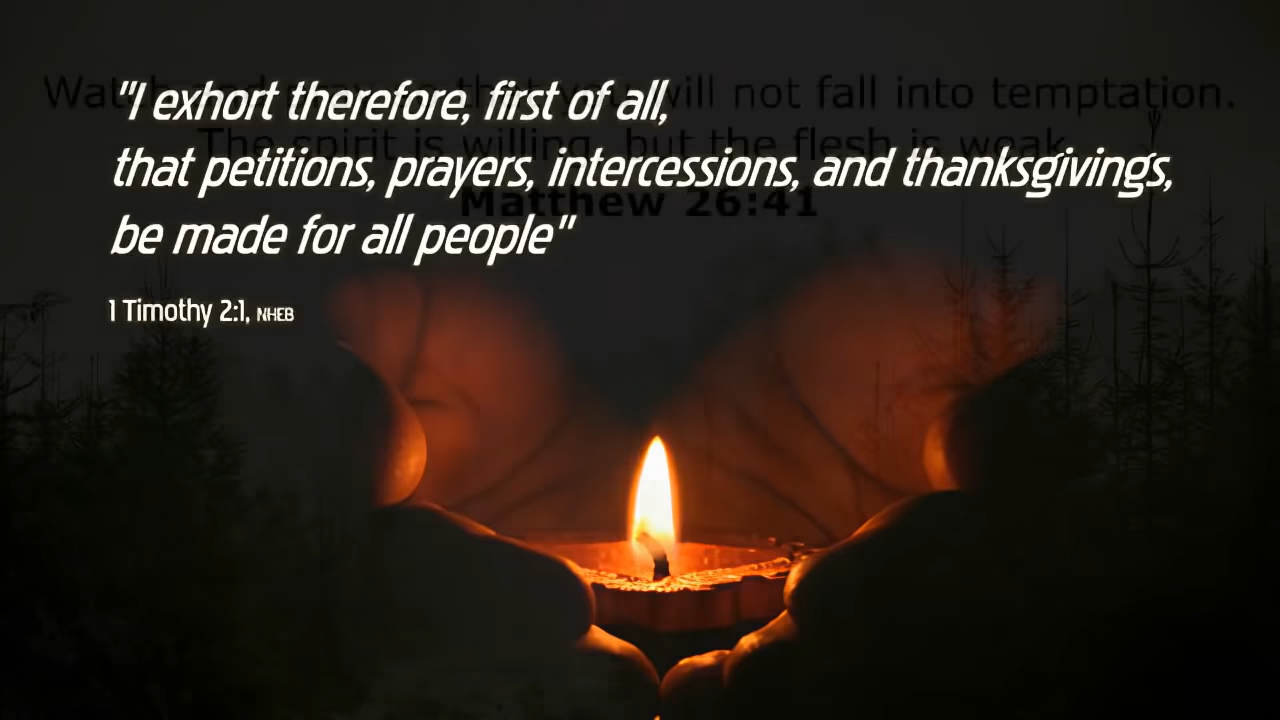 "I exhort therefore, first of all,
that petitions, prayers, intercessions, and thanksgivings,
be made for all people"
1 Timothy 2:1, NHEB
will not fall into temptation.
The spirit is willing, but the flesh is weak.
Matthew 26:41